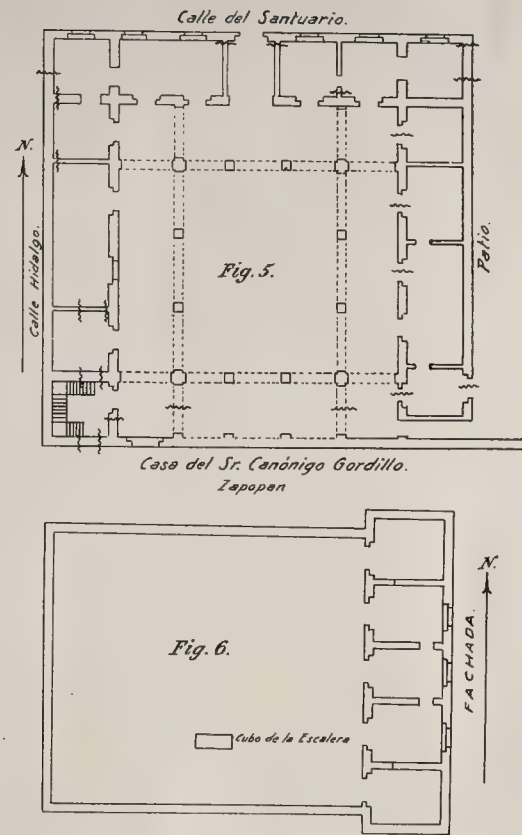 Calle del Santuario.
N.
Calle Hidalgo.
Fig. 5.
Patio.
Casa del Sr. Canónigo Gordillo.
Zapopan
Fig. 6.
N.
FACHADA.
Cubo de la Escalera